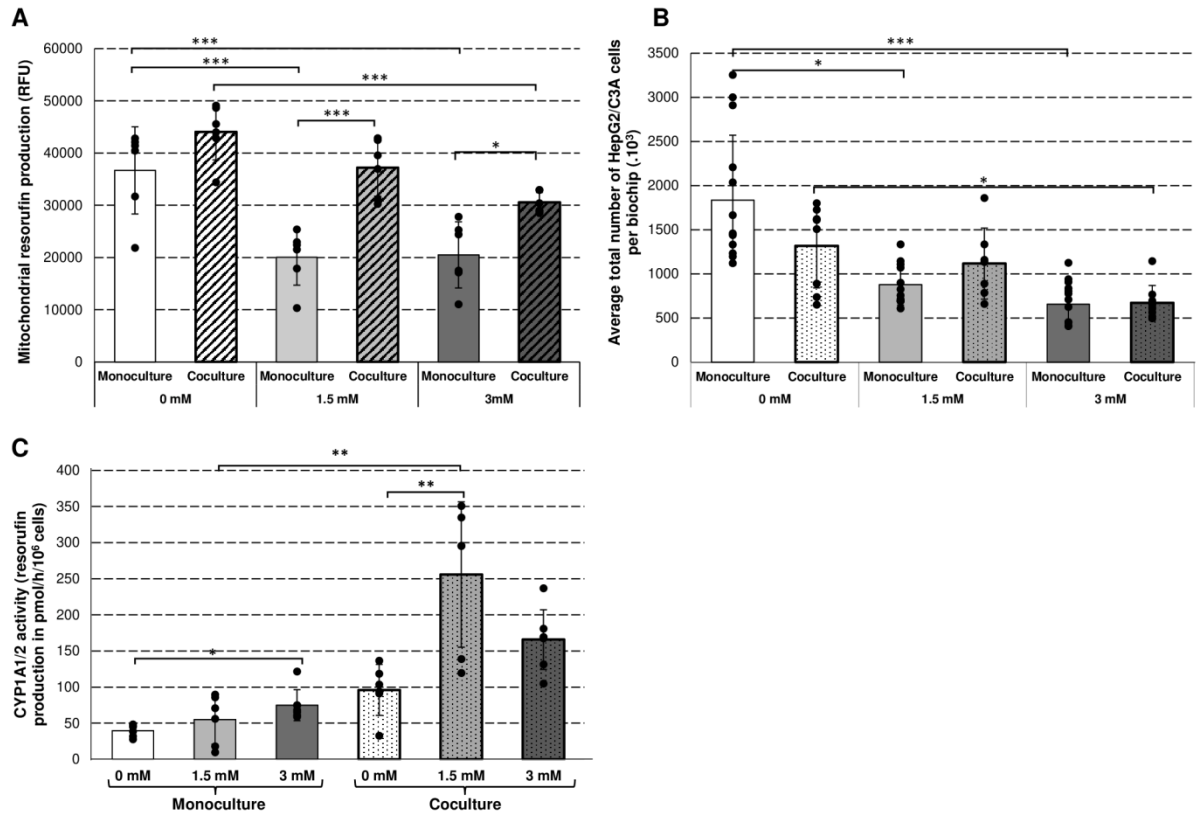 A
Mitochondrial resorufin production (RFU)
60000
50000
40000
30000
20000
10000
0
***
***
***
***
*
Monoculture Coculture Monoculture Coculture Monoculture Coculture
0 mM 1.5 mM 3mM
B
Average total number of HepG2/C3A cells
per biochip (.10³)
3500
3000
2500
2000
1500
1000
500
0
***
*
*
Monoculture Coculture Monoculture Coculture Monoculture Coculture
0 mM 1.5 mM 3 mM
C
CYP1A1/2 activity (resorufin
production in pmol/h/10⁶ cells)
400
350
300
250
200
150
100
50
0
**
**
*
0 mM 1.5 mM 3 mM 0 mM 1.5 mM 3 mM
Monoculture Coculture